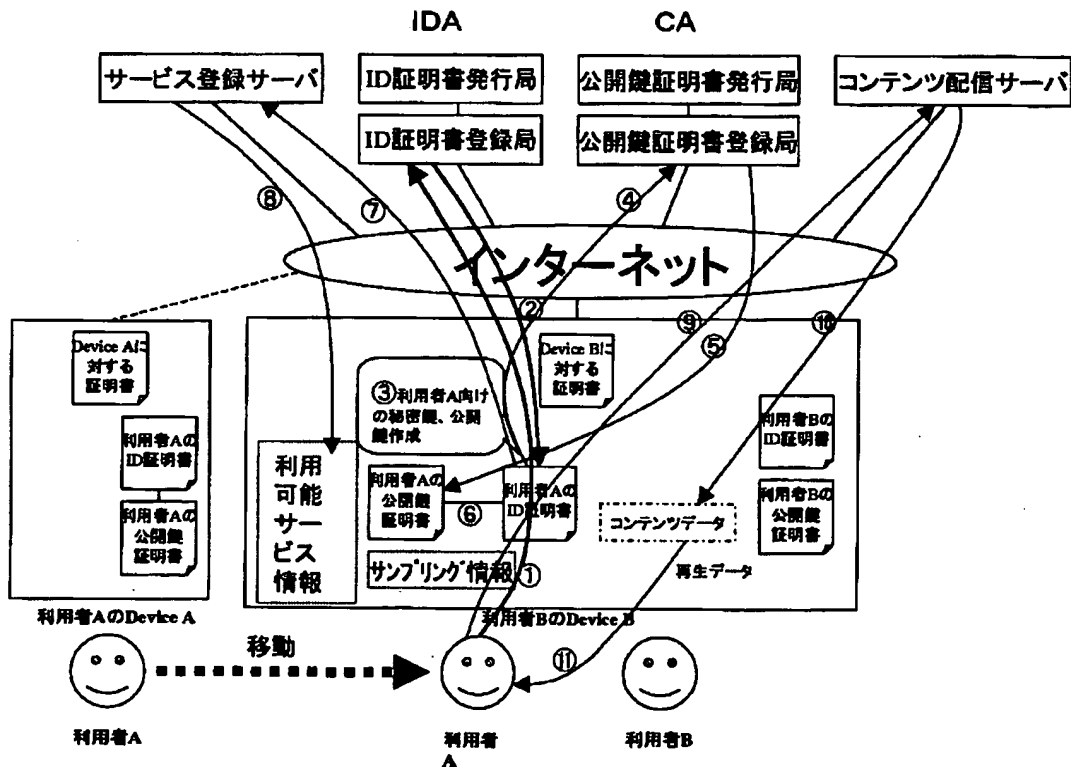 IDA
CA
サービス登録サーバ
ID証明書発行局
公開鍵証明書発行局
コンテンツ配信サーバ
ID証明書登録局
公開鍵証明書登録局
⑧
⑦
④
インターネット
②
⑨
⑤
⑩
Device Aに
対する
証明書
利用者Aの
ID証明書
利用者Aの
公開鍵
証明書
Device Bに
対する
証明書
③利用者A向け
の秘密鍵、公開
鍵作成
利用
可能
サー
ビス
情報
利用者Aの
公開鍵
証明書
⑥
利用者Aの
ID証明書
サンプリング情報
①
コンテンツデータ
再生データ
利用者Bの
ID証明書
利用者Bの
公開鍵
証明書
利用者AのDevice A
利用者BのDevice B
移動
⑪
利用者A
利用者
A
利用者B